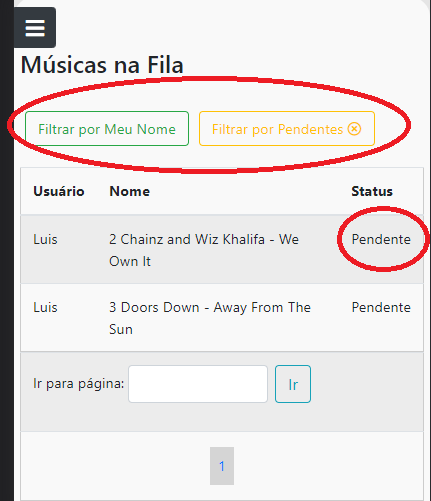 Músicas na Fila
Filtrar por Meu Nome Filtrar por Pendentes
Usuário Nome Status
Luis 2 Chainz and Wiz Khalifa - We Pendente
Own It
Luis 3 Doors Down - Away From The Pendente
Sun
Ir para página: Ir
1